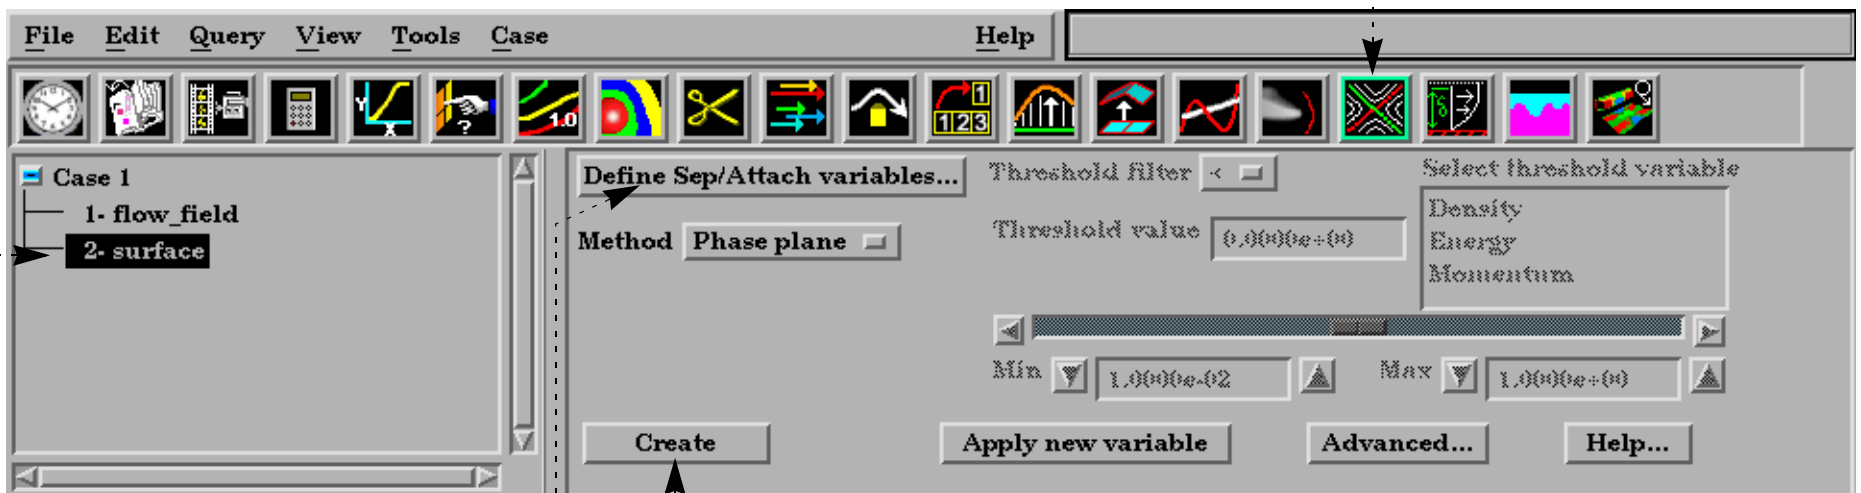 File Edit Query View Tools Case Help
Y X ? 1.0 1 1 2 3 δ
Case 1
1- flow_field
2- surface
Define Sep/Attach variables...
Method Phase plane
Threshold filter <
Threshold value 0.0000e+00
Select threshold variable
Density
Energy
Momentum
Min 1.0000e-02 Max 1.0000e+00
Create Apply new variable Advanced... Help...